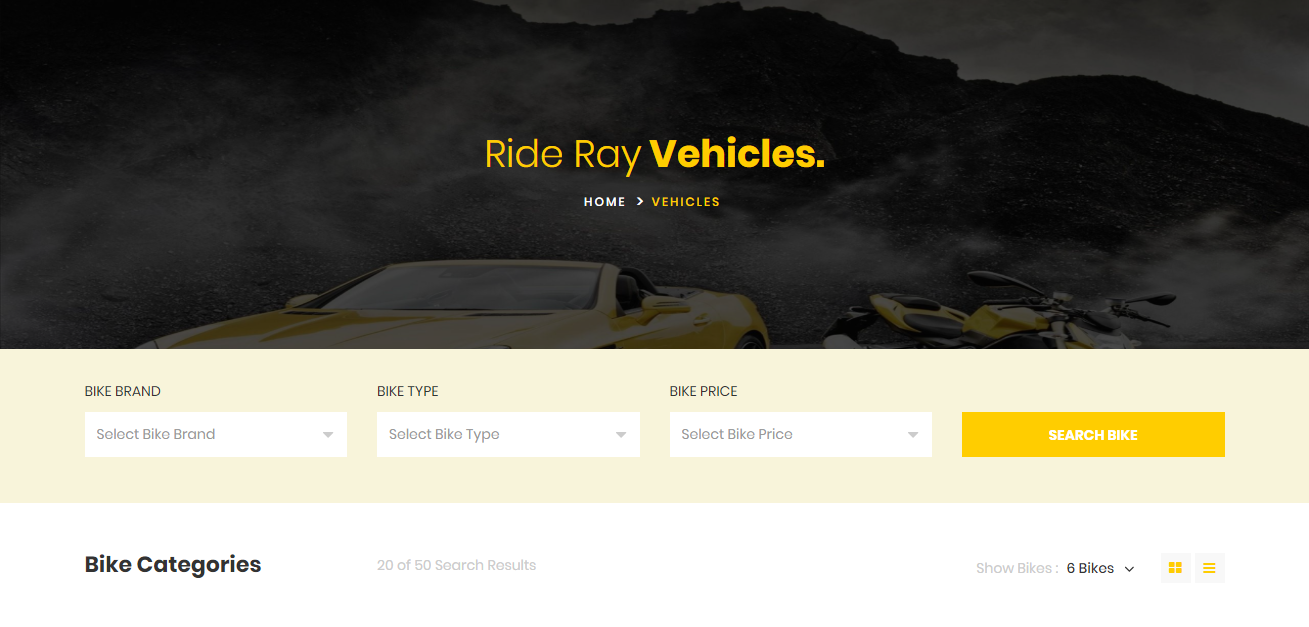 Ride Ray Vehicles.
HOME > VEHICLES
BIKE BRAND
Select Bike Brand
BIKE TYPE
Select Bike Type
BIKE PRICE
Select Bike Price
SEARCH BIKE
Bike Categories
20 of 50 Search Results
Show Bikes : 6 Bikes